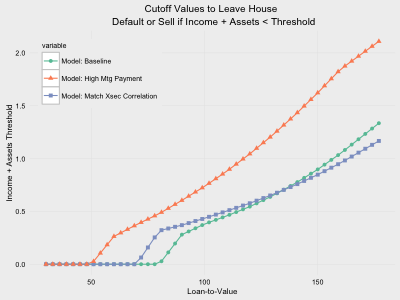 Cutoff Values to Leave House
Default or Sell if Income + Assets < Threshold
variable
Model: Baseline
Model: High Mtg Payment
Model: Match Xsec Correlation
Income + Assets Threshold
2.0
1.5
1.0
0.5
0.0
50
100
150
Loan-to-Value